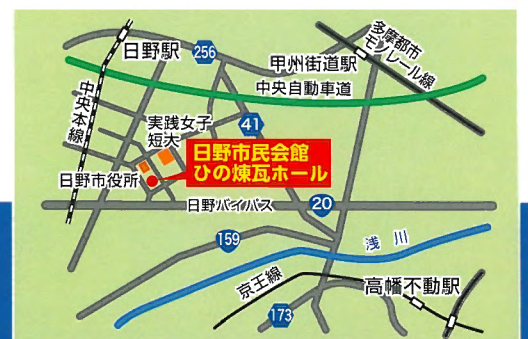 多摩都市
モノレール線
日野駅
256
甲州街道駅
中央自動車道
中央本線
実践女子
短大
41
日野市民会館
ひの煉瓦ホール
日野市役所
日野バイパス
20
159
浅川
京王線
高幡不動駅
173